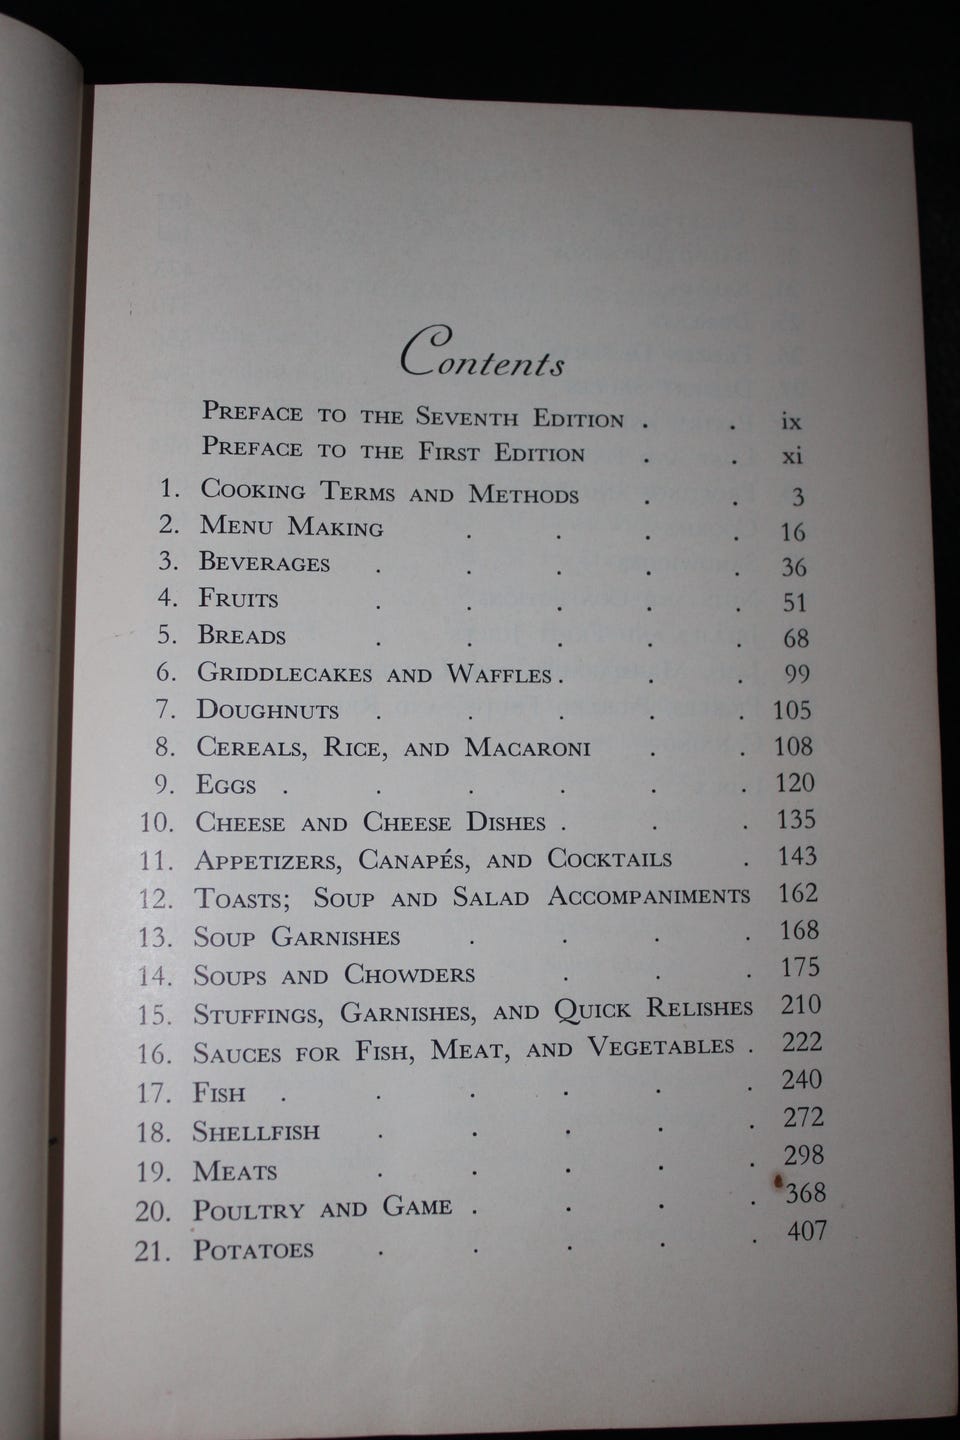 Contents
Preface to the Seventh Edition . . ix
Preface to the First Edition . . xi
1. Cooking Terms and Methods . . 3
2. Menu Making . . . . 16
3. Beverages . . . . . 36
4. Fruits . . . . . 51
5. Breads . . . . . 68
6. Griddlecakes and Waffles . . . 99
7. Doughnuts . . . . . 105
8. Cereals, Rice, and Macaroni . . 108
9. Eggs . . . . . . 120
10. Cheese and Cheese Dishes . . . 135
11. Appetizers, Canapés, and Cocktails . 143
12. Toasts; Soup and Salad Accompaniments 162
13. Soup Garnishes . . . . 168
14. Soups and Chowders . . . 175
15. Stuffings, Garnishes, and Quick Relishes 210
16. Sauces for Fish, Meat, and Vegetables . 222
17. Fish . . . . . . 240
18. Shellfish . . . . . 272
19. Meats . . . . . 298
20. Poultry and Game . . . . 368
21. Potatoes . . . . . 407